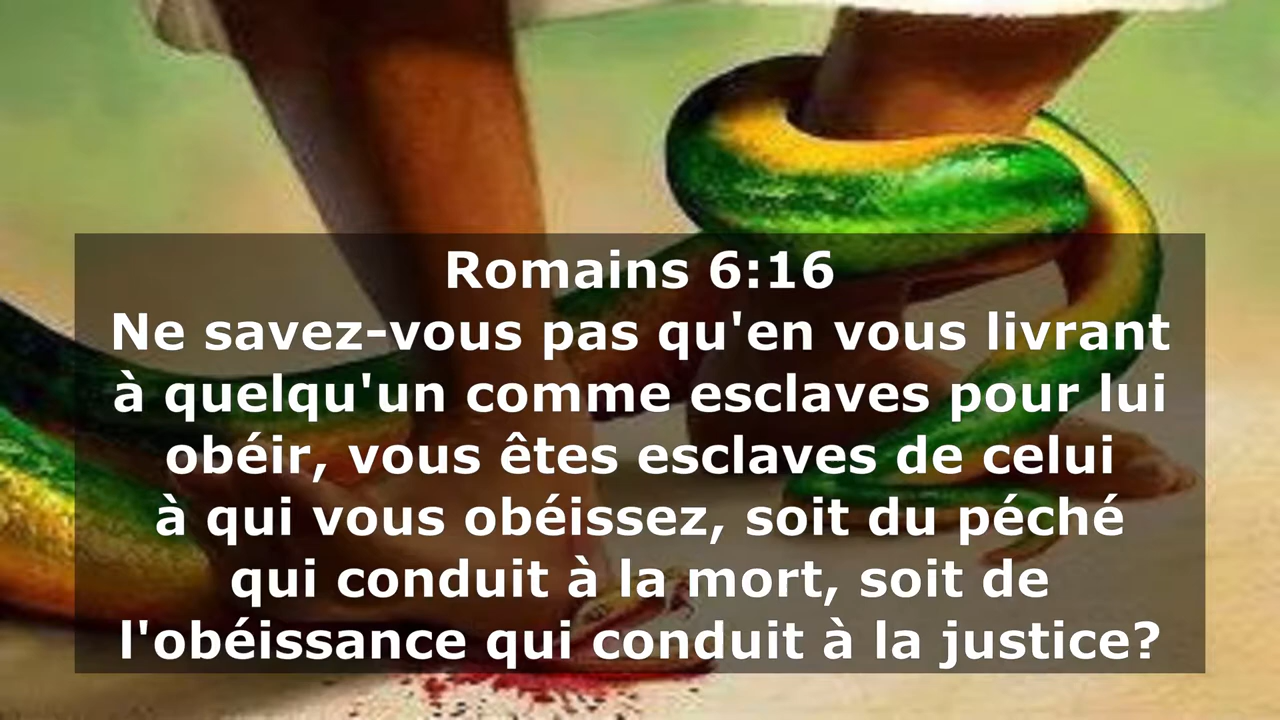 Romains 6:16
Ne savez-vous pas qu'en vous livrant
à quelqu'un comme esclaves pour lui
obéir, vous êtes esclaves de celui
à qui vous obéissez, soit du péché
qui conduit à la mort, soit de
l'obéissance qui conduit à la justice?